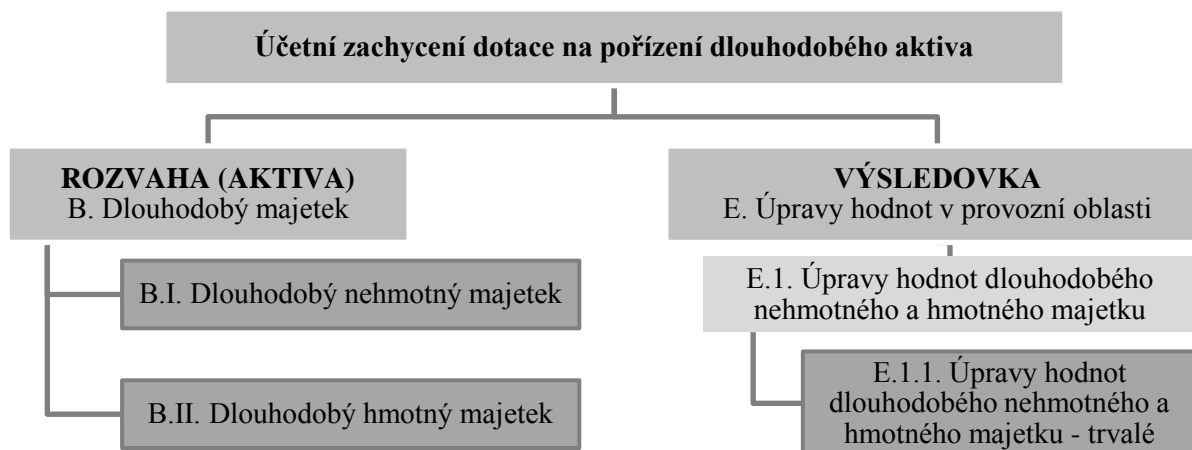 Účetní zachycení dotace na pořízení dlouhodobého aktiva
ROZVAHA (AKTIVA)
B. Dlouhodobý majetek
B.I. Dlouhodobý nehmotný majetek
B.II. Dlouhodobý hmotný majetek
VÝSLEDOVKA
E. Úpravy hodnot v provozní oblasti
E.1. Úpravy hodnot dlouhodobého
nehmotného a hmotného majetku
E.1.1. Úpravy hodnot
dlouhodobého nehmotného a
hmotného majetku - trvalé